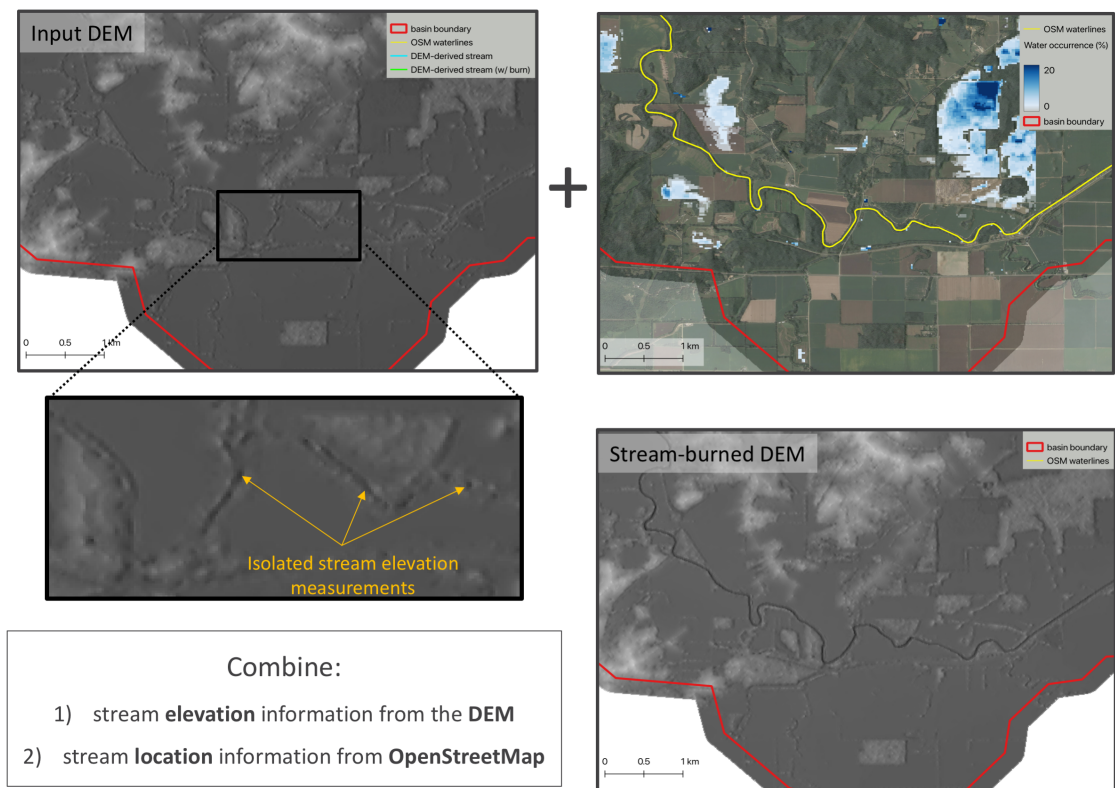 Input DEM
basin boundary
OSM waterlines
DEM-derived stream
DEM-derived stream (w/ burn)
0 0.5 1 km
+
OSM waterlines
Water occurrence (%)
20
0
basin boundary
0 0.5 1 km
Isolated stream elevation
measurements
Stream-burned DEM
basin boundary
OSM waterlines
0 0.5 1 km
Combine:
1) stream elevation information from the DEM
2) stream location information from OpenStreetMap